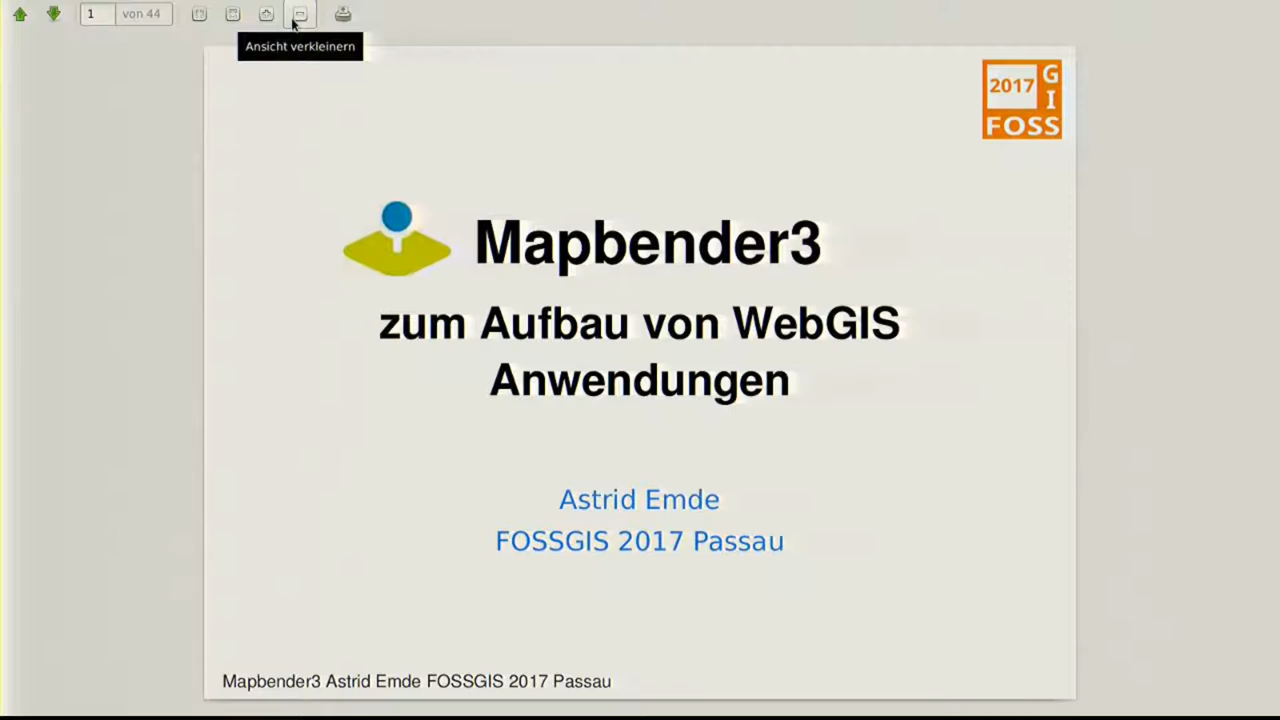 1 von 44
Ansicht verkleinern
2017 G
I
FOSS
Mapbender3
zum Aufbau von WebGIS
Anwendungen
Astrid Emde
FOSSGIS 2017 Passau
Mapbender3 Astrid Emde FOSSGIS 2017 Passau